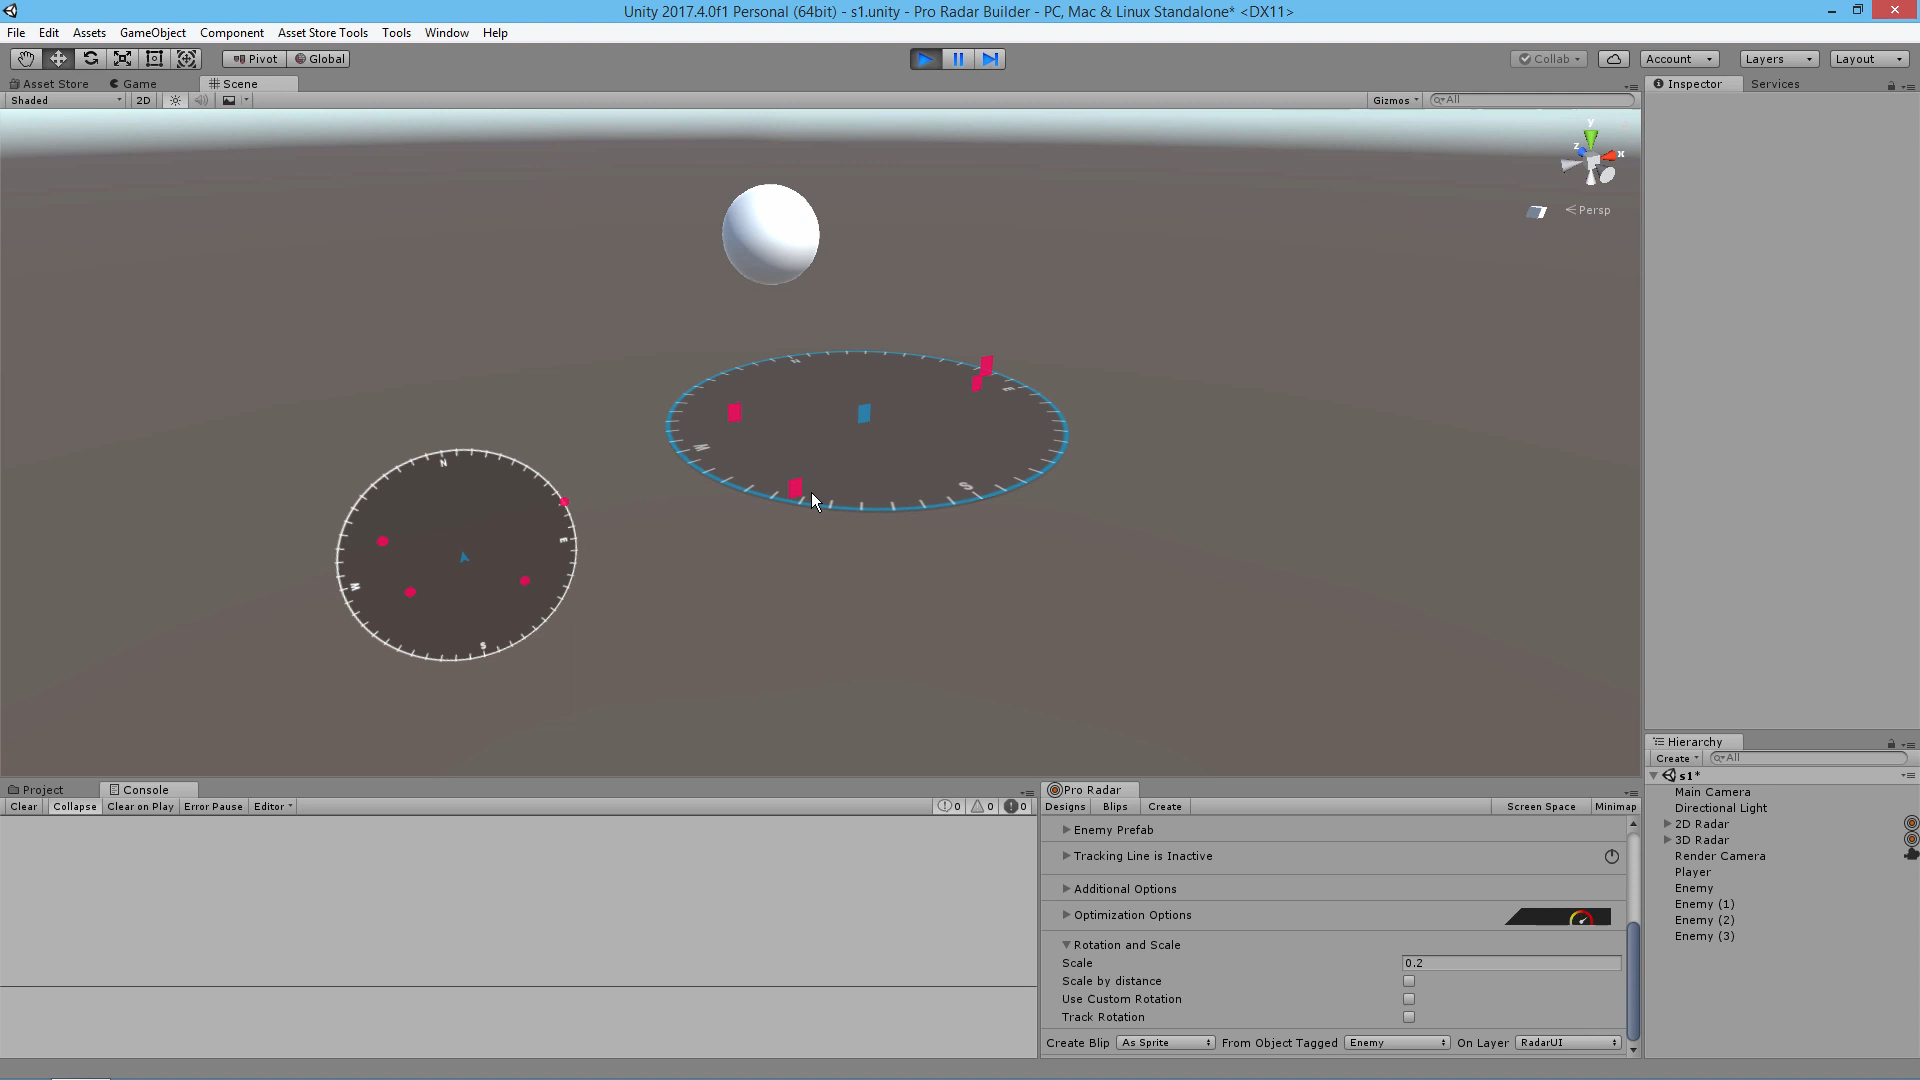 Unity 2017.4.0f1 Personal (64bit) - s1.unity - Pro Radar Builder - PC, Mac & Linux Standalone* <DX11>
File Edit Assets GameObject Component Asset Store Tools Tools Window Help
Pivot Global Collab Account Layers Layout
Asset Store Game Scene Inspector Services
Shaded 2D Gizmos All
y
z x
Persp
N
E
W
S
N
E
W
S
Hierarchy
Create All
s1*
Main Camera
Directional Light
2D Radar
3D Radar
Render Camera
Player
Enemy
Enemy (1)
Enemy (2)
Enemy (3)
Project Console
Clear Collapse Clear on Play Error Pause Editor 0 0 0
Pro Radar
Designs Blips Create Screen Space Minimap
Enemy Prefab
Tracking Line is Inactive
Additional Options
Optimization Options
Rotation and Scale
Scale 0.2
Scale by distance
Use Custom Rotation
Track Rotation
Create Blip As Sprite From Object Tagged Enemy On Layer RadarUI